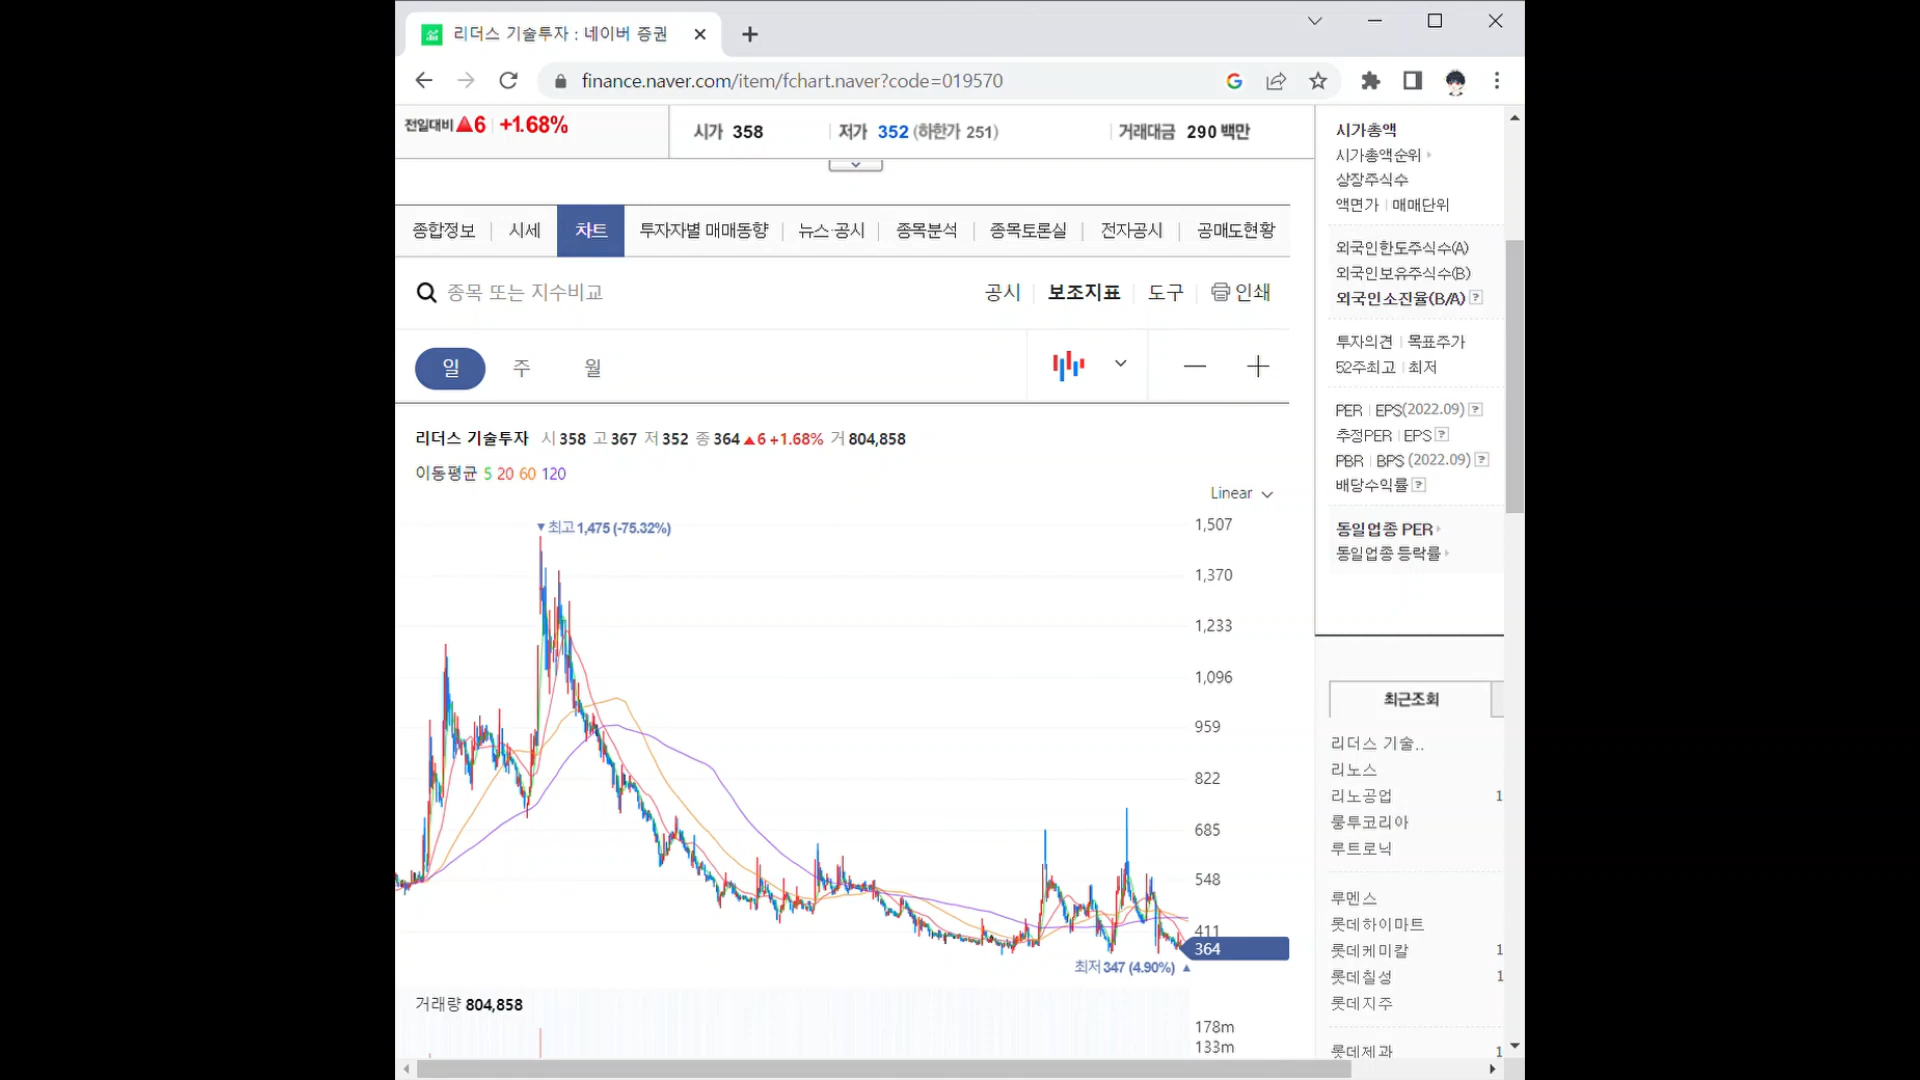 리더스 기술투자 : 네이버 증권
finance.naver.com/item/fchart.naver?code=019570
전일대비 ▲6 +1.68%
시가 358
저가 352 (하한가 251)
거래대금 290 백만
종합정보 시세 차트 투자자별 매매동향 뉴스·공시 종목분석 종목토론실 전자공시 공매도현황
종목 또는 지수비교
공시 보조지표 도구 인쇄
일 주 월
리더스 기술투자 시 358 고 367 저 352 종 364 ▲6 +1.68% 거 804,858
이동평균 5 20 60 120
Linear
▼최고 1,475 (-75.32%)
1,507
1,370
1,233
1,096
959
822
685
548
411
364
최저 347 (4.90%) ▲
거래량 804,858
178m
133m
시가총액
시가총액순위
상장주식수
액면가 매매단위
외국인한도주식수(A)
외국인보유주식수(B)
외국인소진율(B/A) ?
투자의견 목표주가
52주최고 최저
PER EPS(2022.09) ?
추정PER EPS ?
PBR BPS (2022.09) ?
배당수익률 ?
동일업종 PER
동일업종 등락률
최근조회
리더스 기술..
리노스
리노공업 1
룽투코리아
루트로닉
루멘스
롯데하이마트
롯데케미칼 1
롯데칠성 1
롯데지주
롯데제과 1